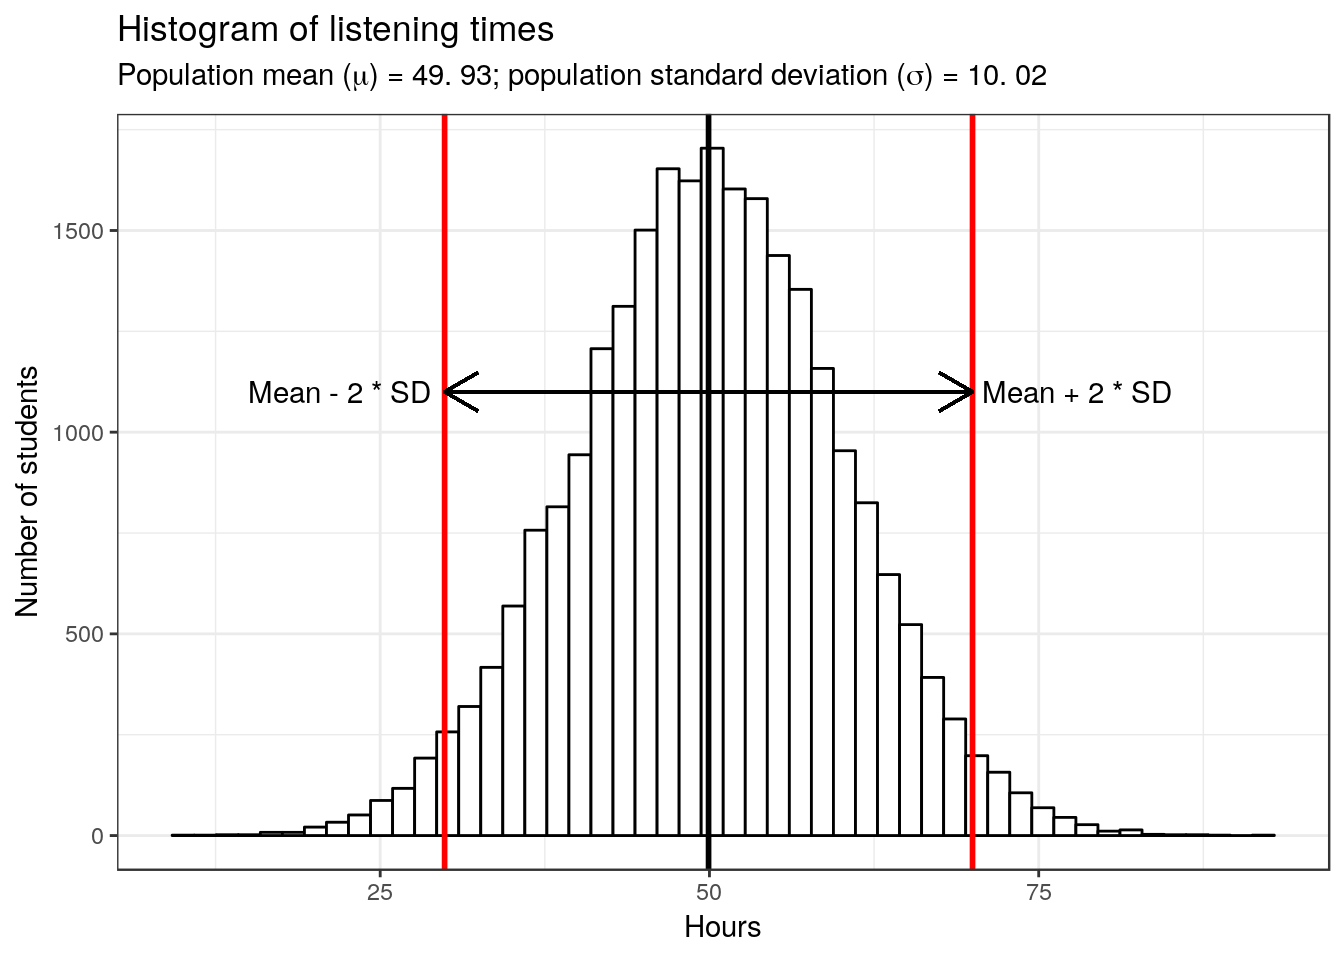 Histogram of listening times
Population mean (μ) = 49. 93; population standard deviation (σ) = 10. 02
Number of students
1500
1000
500
0
Mean - 2 * SD
Mean + 2 * SD
25
50
75
Hours